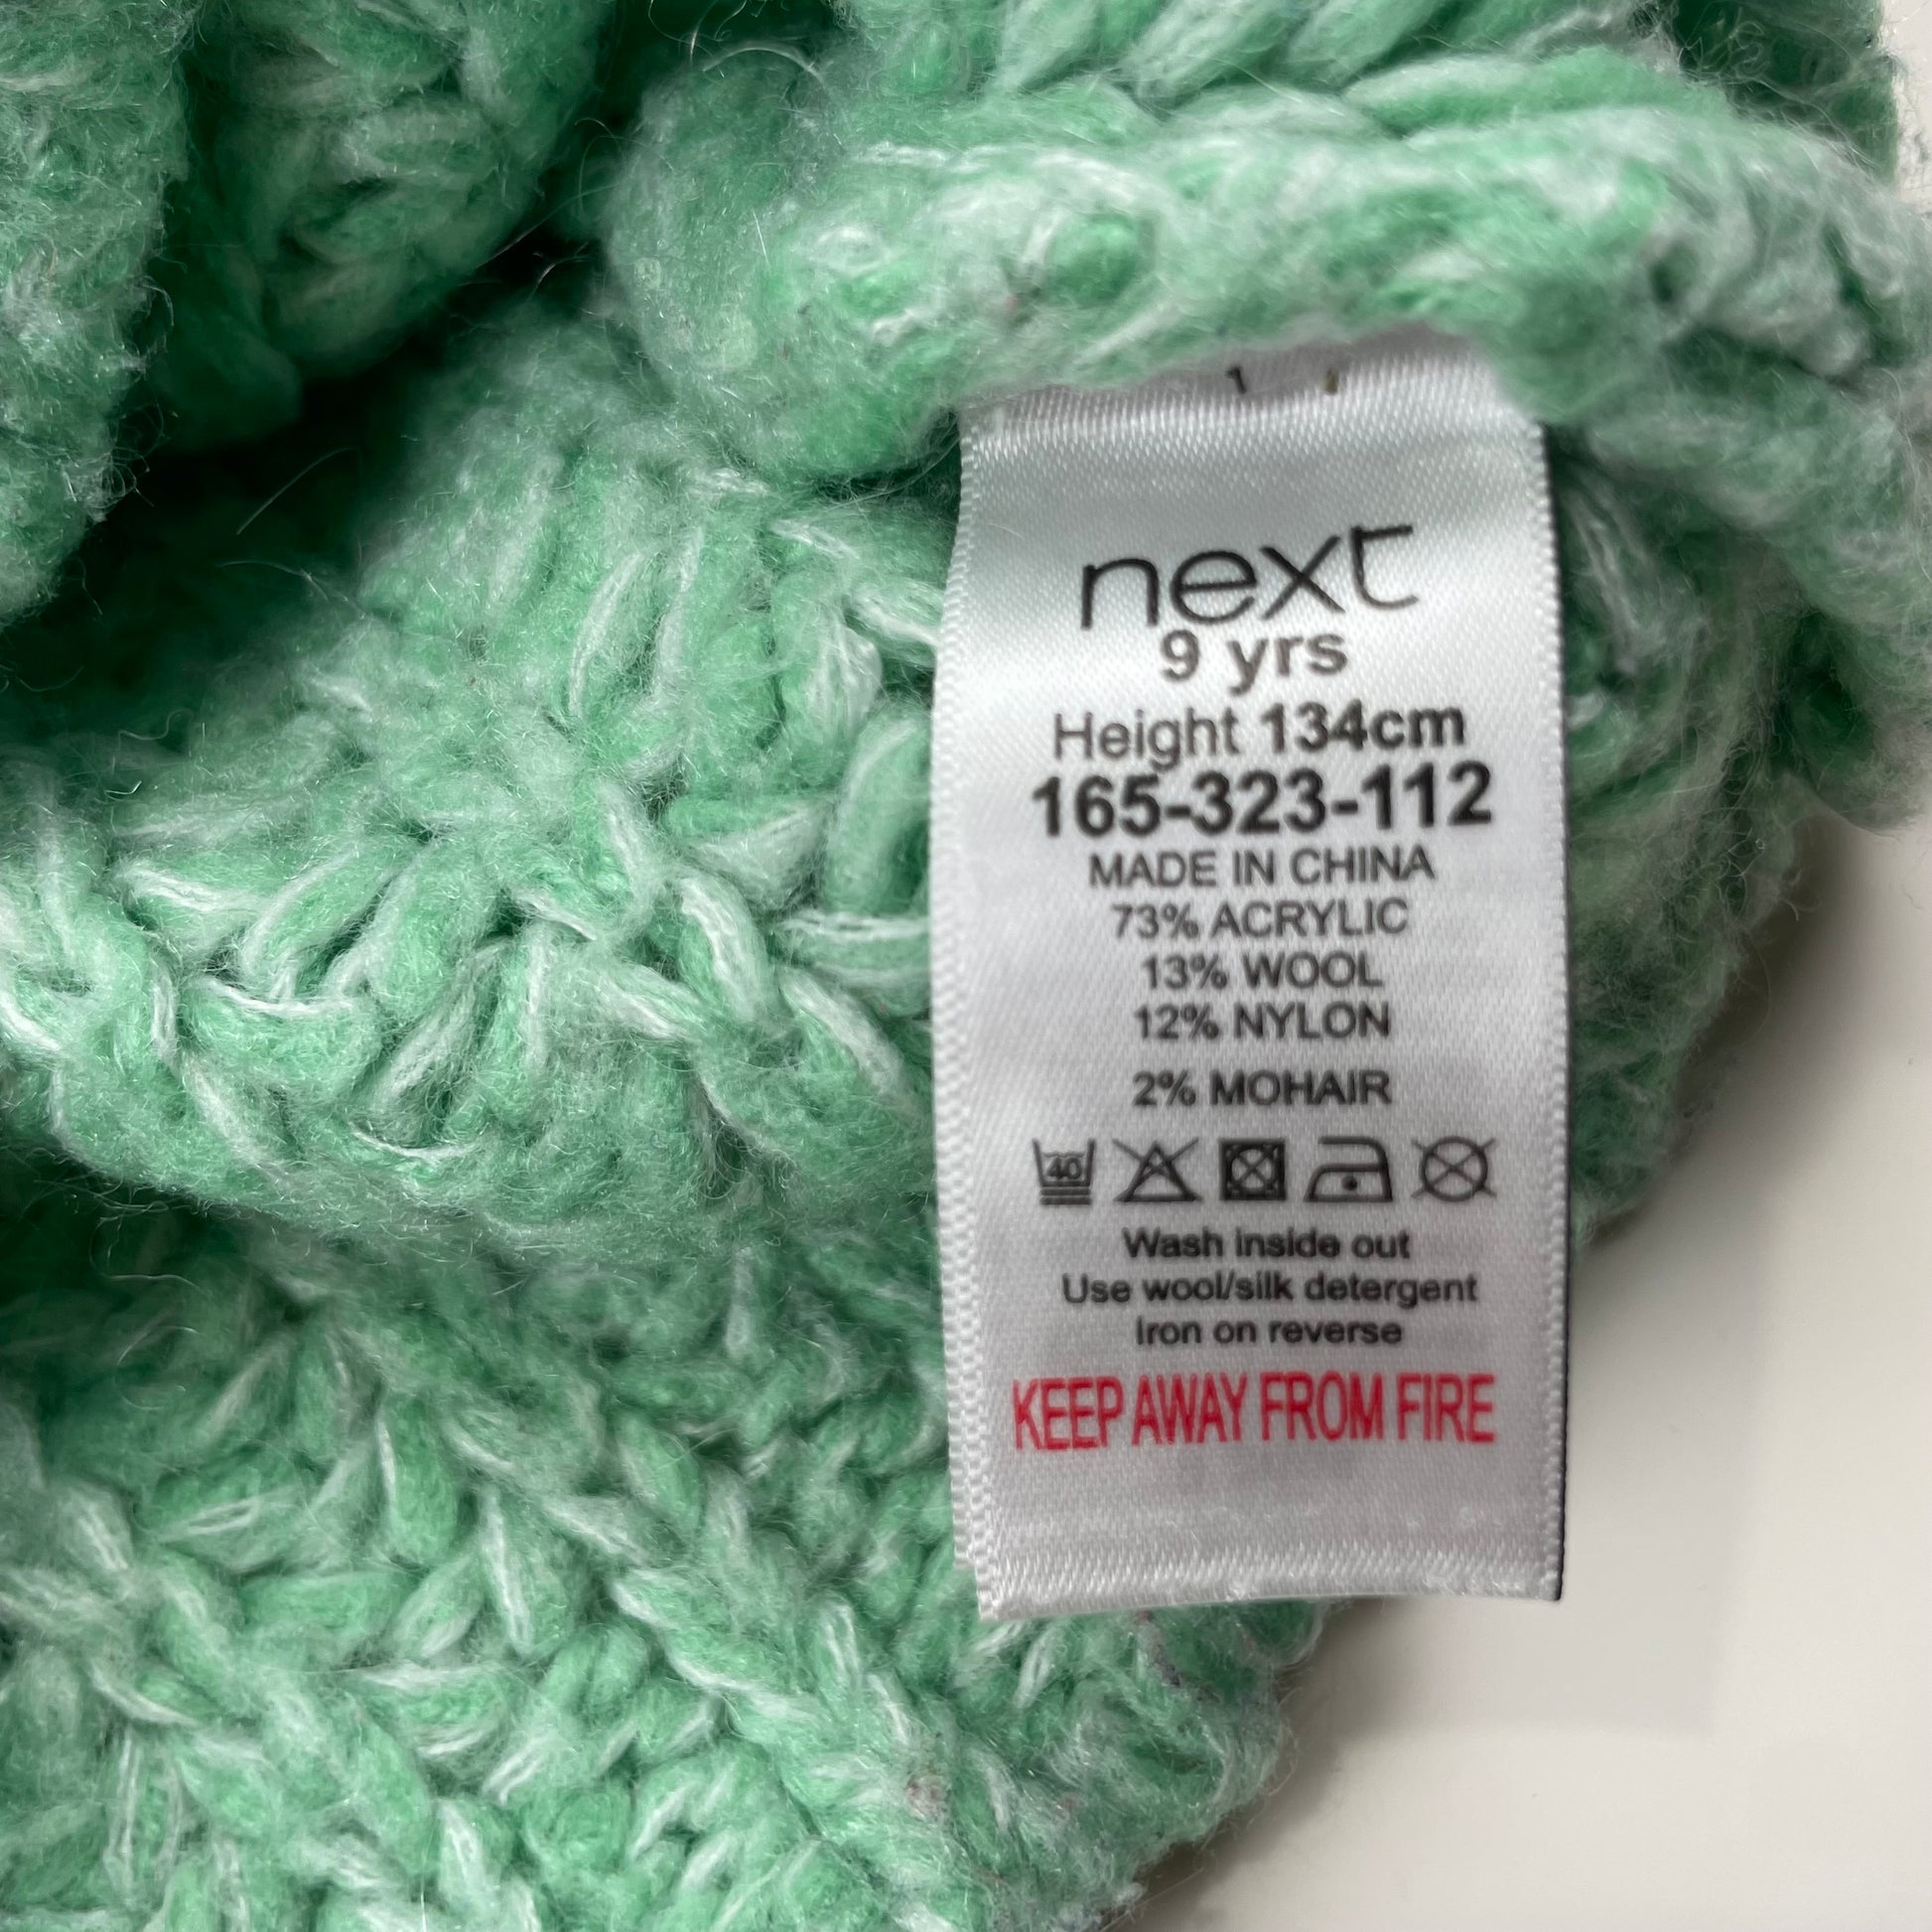 next
9 yrs
Height 134cm
165-323-112
MADE IN CHINA
73% ACRYLIC
13% WOOL
12% NYLON
2% MOHAIR
40
Wash inside out
Use wool/silk detergent
Iron on reverse
KEEP AWAY FROM FIRE